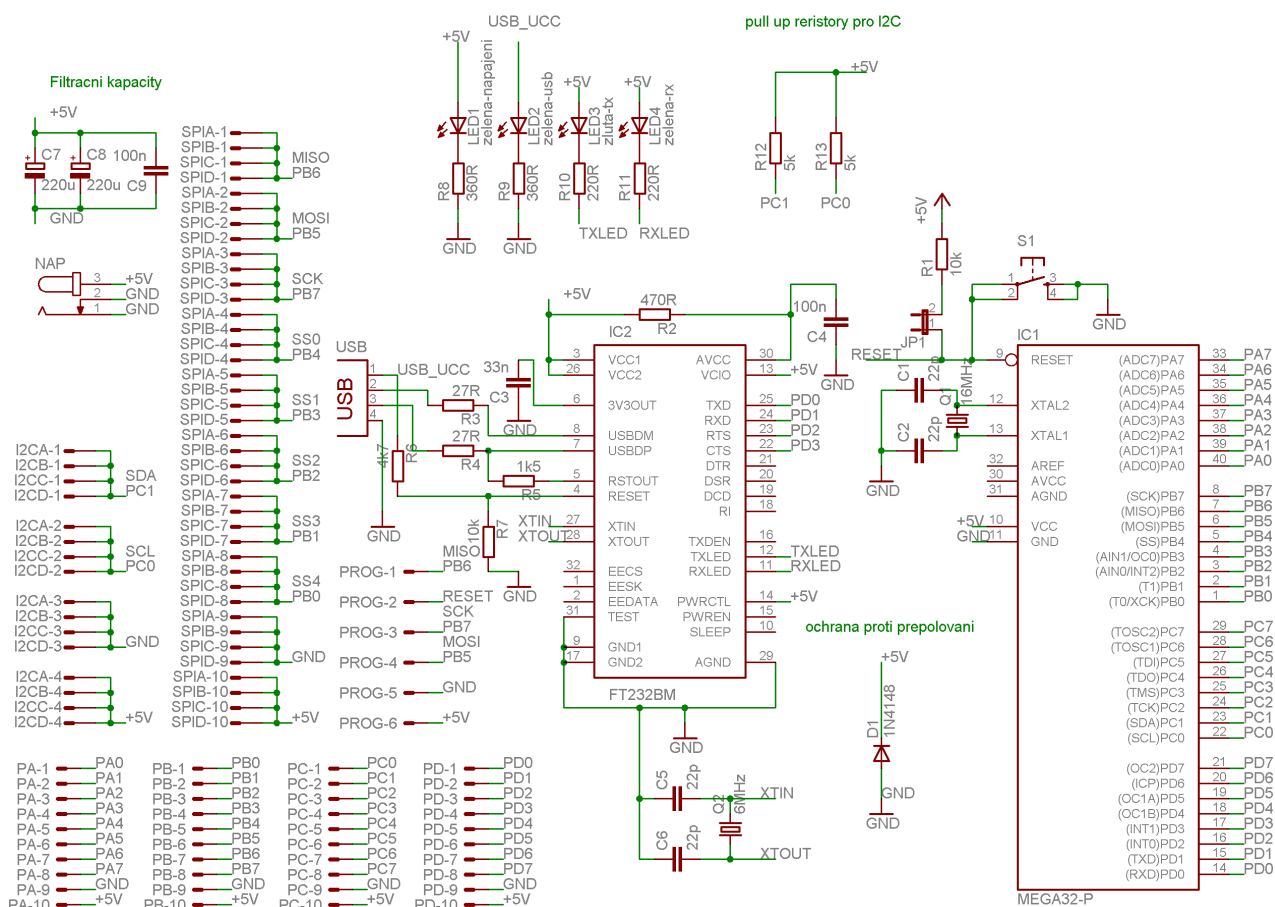 pull up reristory pro I2C
+5V
R12
5k
R13
5k
PC1
PC0
USB_UCC
+5V
LED1
zelena-napajeni
LED2
zelena-usb
+5V
LED3
zluta-tx
+5V
LED4
zelena-rx
R8
360R
R9
360R
R10
220R
R11
220R
GND
GND
TXLED
RXLED
Filtracni kapacity
+5V
C7
220u
C8
220u
100n
C9
GND
NAP
3 +5V
2 GND
1 GND
SPIA-1
SPIB-1
SPIC-1 MISO
SPID-1 PB6
SPIA-2
SPIB-2
SPIC-2 MOSI
SPID-2 PB5
SPIA-3
SPIB-3
SPIC-3 SCK
SPID-3 PB7
SPIA-4
SPIB-4
SPIC-4 SS0
SPID-4 PB4
SPIA-5
SPIB-5
SPIC-5 SS1
SPID-5 PB3
SPIA-6
SPIB-6
SPIC-6 SS2
SPID-6 PB2
SPIA-7
SPIB-7
SPIC-7 SS3
SPID-7 PB1
SPIA-8
SPIB-8
SPIC-8 SS4
SPID-8 PB0
SPIA-9
SPIB-9
SPIC-9
SPID-9 GND
SPIA-10
SPIB-10
SPIC-10
SPID-10 +5V
I2CA-1
I2CB-1
I2CC-1 SDA
I2CD-1 PC1
I2CA-2
I2CB-2
I2CC-2 SCL
I2CD-2 PC0
I2CA-3
I2CB-3
I2CC-3
I2CD-3 GND
I2CA-4
I2CB-4
I2CC-4
I2CD-4 +5V
USB
USB
1
2
3
4
USB_UCC
27R
R3
27R
R4
4k7
R6
1k5
R5
10k
R7
GND
GND
33n
C3
GND
+5V
470R
R2
100n
C4
GND
XTIN
XTOUT
MISO
PROG-1 PB6
PROG-2 RESET
SCK
PROG-3 PB7
MOSI
PROG-4 PB5
PROG-5 GND
PROG-6 +5V
IC2
3 VCC1 AVCC 30
26 VCC2 VCIO 13 +5V
6 3V3OUT TXD 25 PD0
RXD 24 PD1
8 USBDM RTS 23 PD2
7 USBDP CTS 22 PD3
DTR 21
5 RSTOUT DSR 20
4 RESET DCD 19
RI 18
27 XTIN
28 XTOUT TXDEN 16
TXLED 12 TXLED
32 EECS RXLED 11 RXLED
1 EESK
2 EEDATA PWRCTL 14 +5V
31 TEST PWREN 15
SLEEP 10
9 GND1
17 GND2 AGND 29
FT232BM
GND
C5
22p
C6
22p
Q2
6MHz
XTIN
XTOUT
ochrana proti prepolovani
+5V
D1
1N4148
GND
GND
+5V
R1
10k
2
1
JP1
RESET
S1
1
2
3
4
GND
C1
22p
C2
22p
Q1
16MHz
GND
IC1
9 RESET (ADC7)PA7 33 PA7
(ADC6)PA6 34 PA6
(ADC5)PA5 35 PA5
12 XTAL2 (ADC4)PA4 36 PA4
(ADC3)PA3 37 PA3
13 XTAL1 (ADC2)PA2 38 PA2
(ADC1)PA1 39 PA1
32 AREF (ADC0)PA0 40 PA0
30 AVCC
31 AGND (SCK)PB7 8 PB7
(MISO)PB6 7 PB6
+5V 10 VCC (MOSI)PB5 6 PB5
GND 11 GND (SS)PB4 5 PB4
(AIN1/OC0)PB3 4 PB3
(AIN0/INT2)PB2 3 PB2
(T1)PB1 2 PB1
(T0/XCK)PB0 1 PB0
(TOSC2)PC7 29 PC7
(TOSC1)PC6 28 PC6
(TDI)PC5 27 PC5
(TDO)PC4 26 PC4
(TMS)PC3 25 PC3
(TCK)PC2 24 PC2
(SDA)PC1 23 PC1
(SCL)PC0 22 PC0
(OC2)PD7 21 PD7
(ICP)PD6 20 PD6
(OC1A)PD5 19 PD5
(OC1B)PD4 18 PD4
(INT1)PD3 17 PD3
(INT0)PD2 16 PD2
(TXD)PD1 15 PD1
(RXD)PD0 14 PD0
MEGA32-P
PA-1 PA0
PA-2 PA1
PA-3 PA2
PA-4 PA3
PA-5 PA4
PA-6 PA5
PA-7 PA6
PA-8 PA7
PA-9 GND
PA-10 +5V
PB-1 PB0
PB-2 PB1
PB-3 PB2
PB-4 PB3
PB-5 PB4
PB-6 PB5
PB-7 PB6
PB-8 PB7
PB-9 GND
PB-10 +5V
PC-1 PC0
PC-2 PC1
PC-3 PC2
PC-4 PC3
PC-5 PC4
PC-6 PC5
PC-7 PC6
PC-8 PC7
PC-9 GND
PC-10 +5V
PD-1 PD0
PD-2 PD1
PD-3 PD2
PD-4 PD3
PD-5 PD4
PD-6 PD5
PD-7 PD6
PD-8 PD7
PD-9 GND
PD-10 +5V